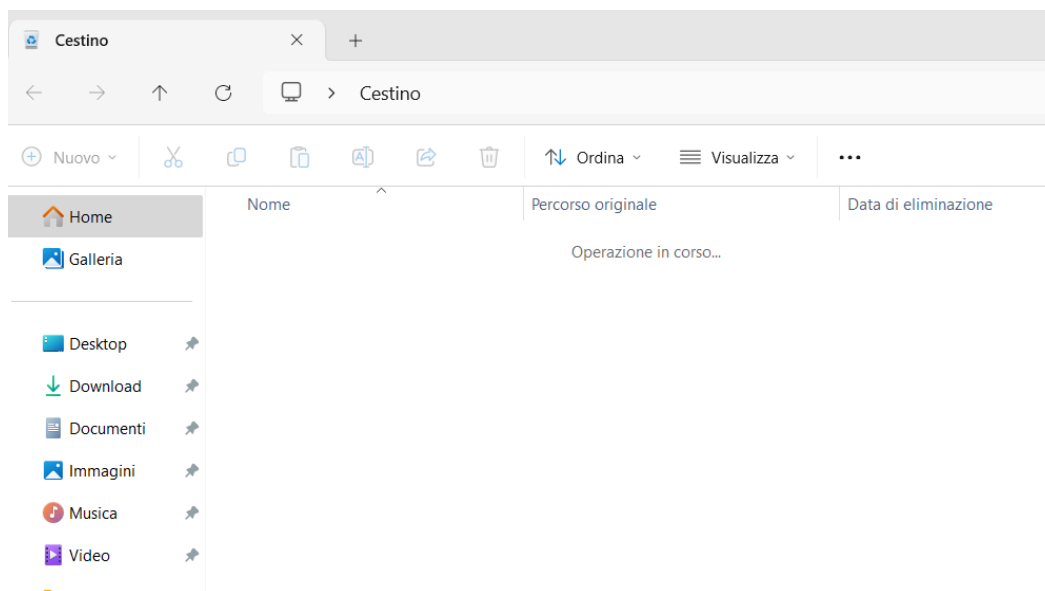 Cestino
Cestino
Nuovo
Ordina
Visualizza
Nome
Percorso originale
Data di eliminazione
Home
Operazione in corso...
Galleria
Desktop
Download
Documenti
Immagini
Musica
Video